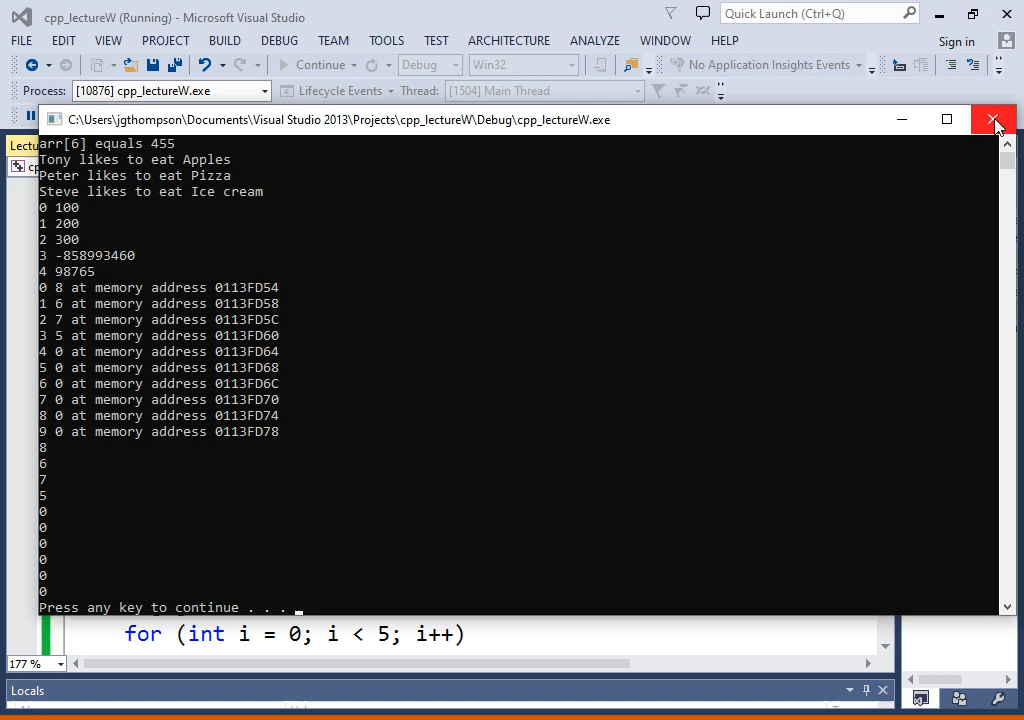 cpp_lectureW (Running) - Microsoft Visual Studio
Quick Launch (Ctrl+Q)
FILE EDIT VIEW PROJECT BUILD DEBUG TEAM TOOLS TEST ARCHITECTURE ANALYZE WINDOW HELP Sign in
Continue Debug Win32 No Application Insights Events
Process: [10876] cpp_lectureW.exe Lifecycle Events Thread: [1504] Main Thread
C:\Users\jgthompson\Documents\Visual Studio 2013\Projects\cpp_lectureW\Debug\cpp_lectureW.exe
arr[6] equals 455
Tony likes to eat Apples
Peter likes to eat Pizza
Steve likes to eat Ice cream
0 100
1 200
2 300
3 -858993460
4 98765
0 8 at memory address 0113FD54
1 6 at memory address 0113FD58
2 7 at memory address 0113FD5C
3 5 at memory address 0113FD60
4 0 at memory address 0113FD64
5 0 at memory address 0113FD68
6 0 at memory address 0113FD6C
7 0 at memory address 0113FD70
8 0 at memory address 0113FD74
9 0 at memory address 0113FD78
8
6
7
5
0
0
0
0
0
0
Press any key to continue . . .
for (int i = 0; i < 5; i++)
177 %
Locals